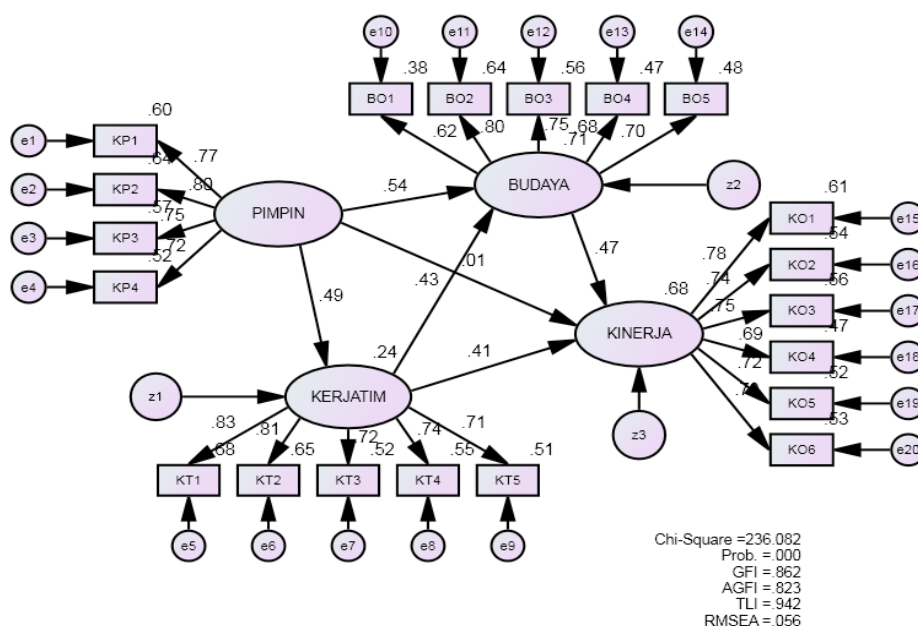 e10 e11 e12 e13 e14
.38 .64 .56 .47 .48
BO1 BO2 BO3 BO4 BO5
.62 .80 .75 .68 .70
.71
BUDAYA
z2
.60
e1 KP1
.77
.64
e2 KP2
.80
.57
e3 KP3
.75
.52
e4 KP4
.72
PIMPIN
.54
.49
.43
.01
.47
.41
.24
KERJATIM
z1
.68
KINERJA
z3
.61
KO1 e15
.78
.54
KO2 e16
.74
.56
KO3 e17
.75
.47
KO4 e18
.69
.52
KO5 e19
.72
.53
KO6 e20
.83 .81 .72 .74 .71
.68 .65 .52 .55 .51
KT1 KT2 KT3 KT4 KT5
e5 e6 e7 e8 e9
Chi-Square =236.082
Prob. =.000
GFI =.862
AGFI =.823
TLI =.942
RMSEA =.056